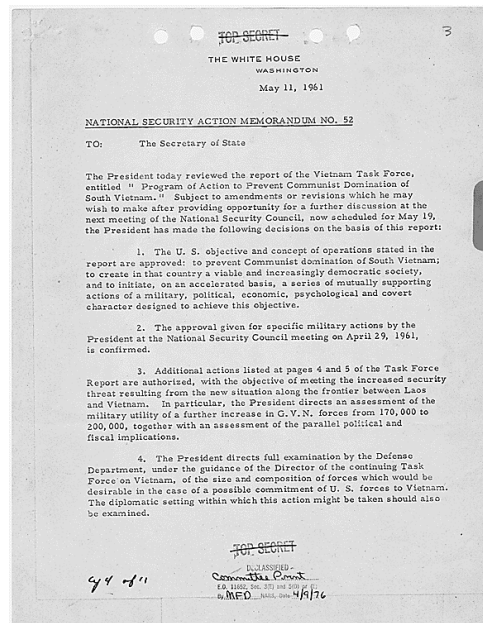 TOP SECRET
3
THE WHITE HOUSE
WASHINGTON
May 11, 1961
NATIONAL SECURITY ACTION MEMORANDUM NO. 52
TO: The Secretary of State
The President today reviewed the report of the Vietnam Task Force,
entitled " Program of Action to Prevent Communist Domination of
South Vietnam. " Subject to amendments or revisions which he may
wish to make after providing opportunity for a further discussion at the
next meeting of the National Security Council, now scheduled for May 19,
the President has made the following decisions on the basis of this report:
1. The U. S. objective and concept of operations stated in the
report are approved: to prevent Communist domination of South Vietnam;
to create in that country a viable and increasingly democratic society,
and to initiate, on an accelerated basis, a series of mutually supporting
actions of a military, political, economic, psychological and covert
character designed to achieve this objective.
2. The approval given for specific military actions by the
President at the National Security Council meeting on April 29, 1961,
is confirmed.
3. Additional actions listed at pages 4 and 5 of the Task Force
Report are authorized, with the objective of meeting the increased security
threat resulting from the new situation along the frontier between Laos
and Vietnam. In particular, the President directs an assessment of the
military utility of a further increase in G. V. N. forces from 170, 000 to
200, 000, together with an assessment of the parallel political and
fiscal implications.
4. The President directs full examination by the Defense
Department, under the guidance of the Director of the continuing Task
Force on Vietnam, of the size and composition of forces which would be
desirable in the case of a possible commitment of U. S. forces to Vietnam.
The diplomatic setting within which this action might be taken should also
be examined.
TOP SECRET
DECLASSIFIED
Committee Print
E.O. 11652, Sec. 3(E) and 5(D)
By MFD NARS, Date 4/9/76
cy 4 of 11